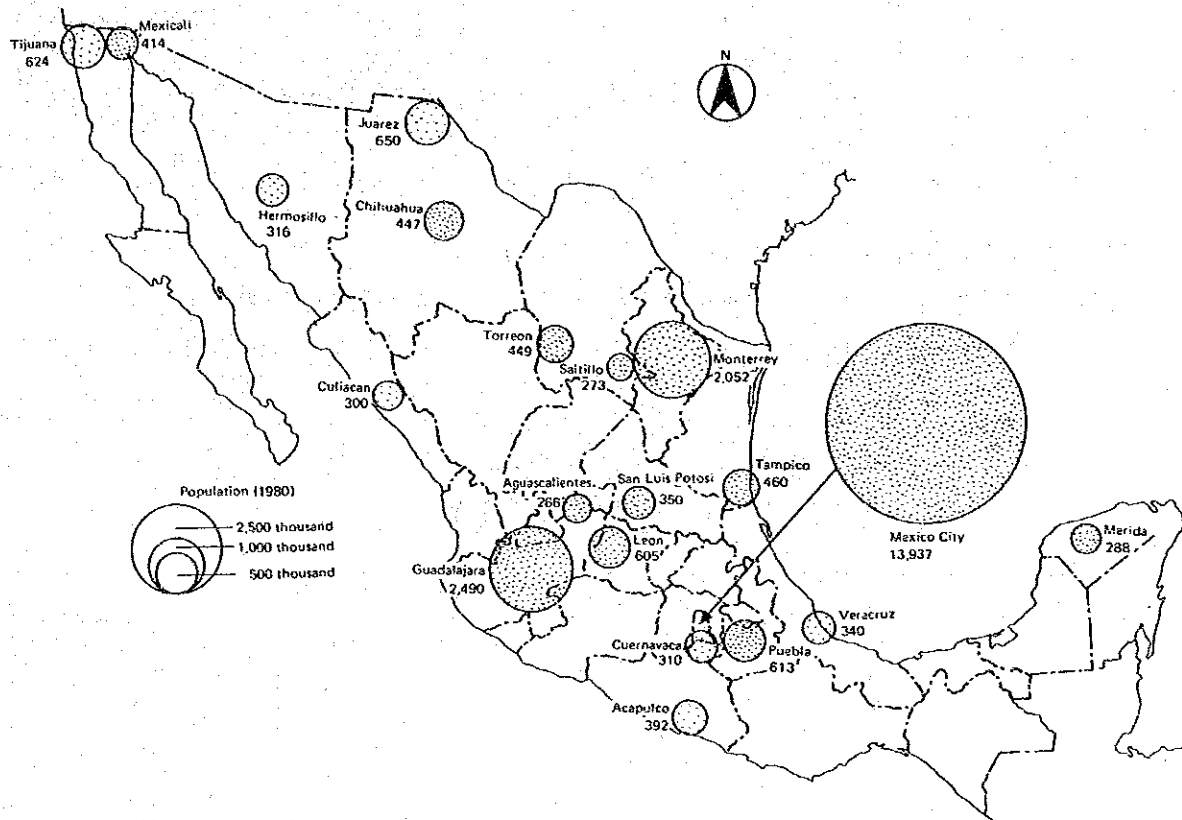 Mexicali
414
Tijuana
624
N
Juarez
650
Hermosillo
316
Chihuahua
447
Torreon
449
Saltillo
273
Monterrey
2,052
Culiacan
300
Population (1980)
2,500 thousand
1,000 thousand
500 thousand
Aguascalientes
266
San Luis Potosi
350
Tampico
460
Leon
605
Guadalajara
2,490
Mexico City
13,937
Merida
288
Veracruz
340
Cuernavaca
310
Puebla
613
Acapulco
392